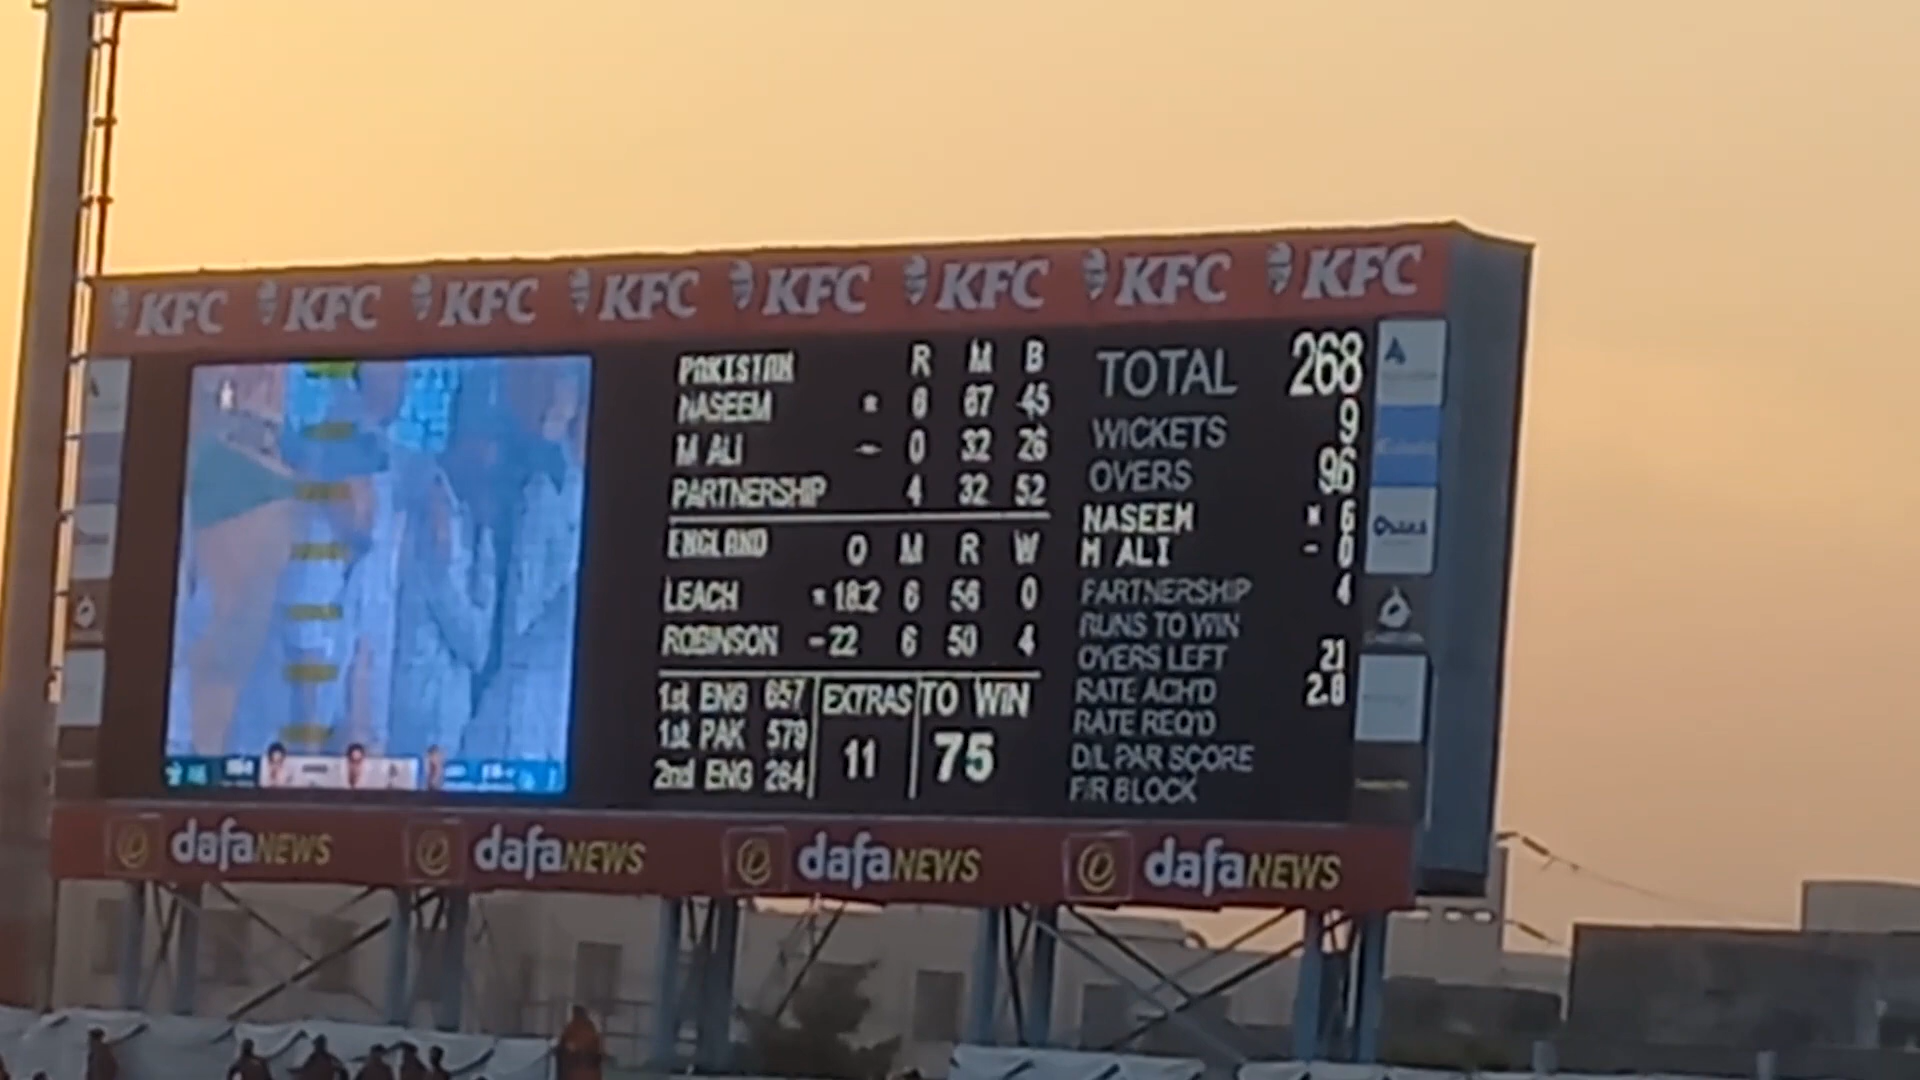 KFC KFC KFC KFC KFC KFC KFC KFC
PAKISTAN R M B
NASEEM * 6 67 45
M ALI - 0 32 26
PARTNERSHIP 4 32 52
ENGLAND O M R W
LEACH * 18.2 6 56 0
ROBINSON - 22 6 50 4
1st ENG 657
1st PAK 579
2nd ENG 264
EXTRAS
11
TO WIN
75
TOTAL 268
WICKETS 9
OVERS 96
NASEEM * 6
M ALI - 0
PARTNERSHIP 4
RUNS TO WIN
OVERS LEFT 21
RATE ACH'D 2.8
RATE REQ'D
D/L PAR SCORE
F/R BLOCK
dafaNEWS dafaNEWS dafaNEWS dafaNEWS